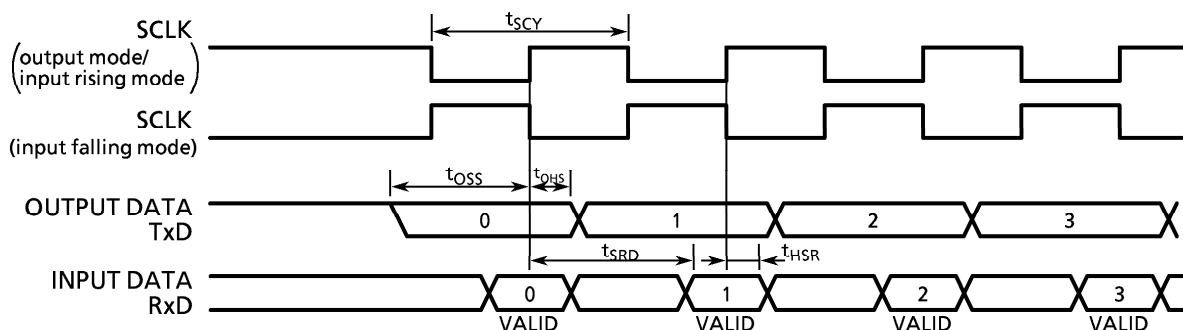 tSCY
SCLK
(output mode/
input rising mode)
SCLK
(input falling mode)
tOSS
tOHS
OUTPUT DATA
TxD
0 1 2 3
tSRD
tHSR
INPUT DATA
RxD
0 1 2 3
VALID VALID VALID VALID